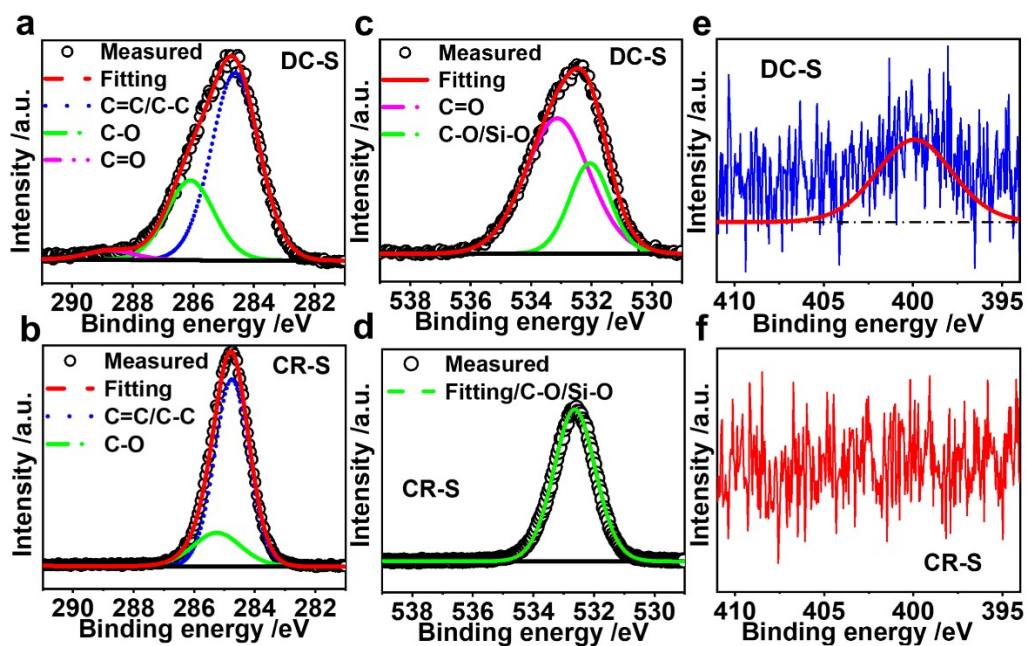 a
Measured
DC-S
Fitting
C=C/C-C
C-O
C=O
Intensity /a.u.
290 288 286 284 282
Binding energy /eV
c
Measured
DC-S
Fitting
C=O
C-O/Si-O
Intensity /a.u.
538 536 534 532 530
Binding energy /eV
e
DC-S
Intensity /a.u.
410 405 400 395
Binding energy /eV
b
Measured
CR-S
Fitting
C=C/C-C
C-O
Intensity /a.u.
290 288 286 284 282
Binding energy /eV
d
Measured
Fitting/C-O/Si-O
CR-S
Intensity /a.u.
538 536 534 532 530
Binding energy /eV
f
CR-S
Intensity /a.u.
410 405 400 395
Binding energy /eV